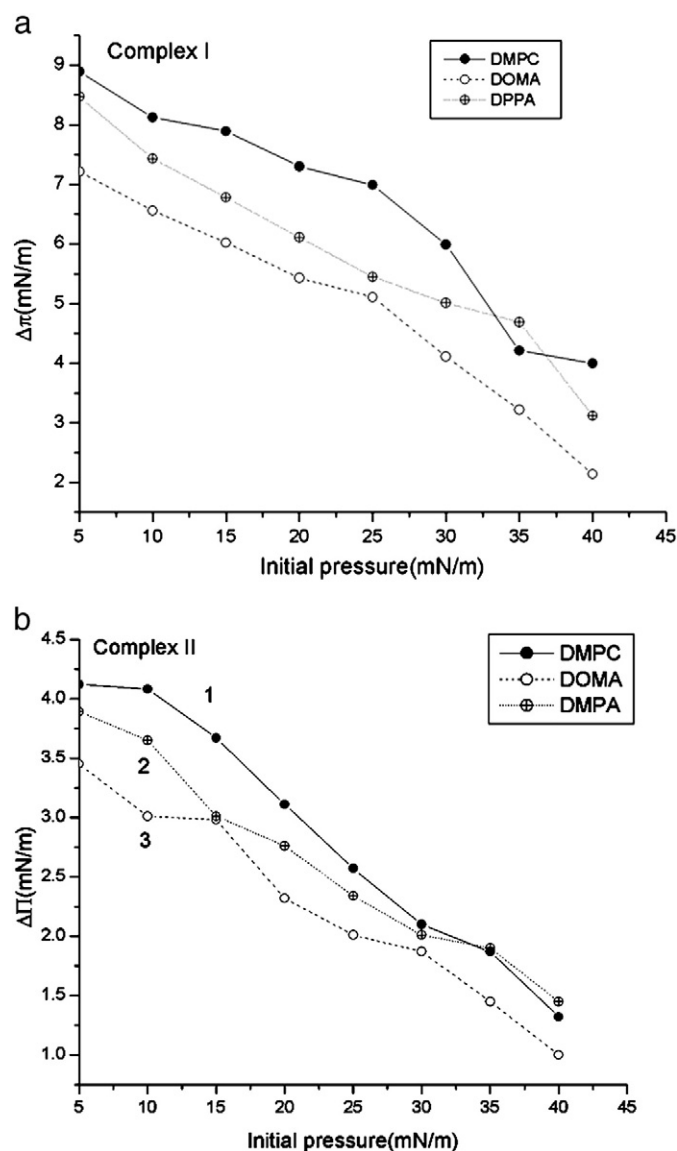 a
Complex I
DMPC
DOMA
DPPA
9
8
7
6
5
4
3
2
Δπ(mN/m)
5 10 15 20 25 30 35 40 45
Initial pressure(mN/m)
b
Complex II
DMPC
DOMA
DMPA
1
2
3
4.5
4.0
3.5
3.0
2.5
2.0
1.5
1.0
ΔΠ(mN/m)
5 10 15 20 25 30 35 40 45
Initial pressure(mN/m)